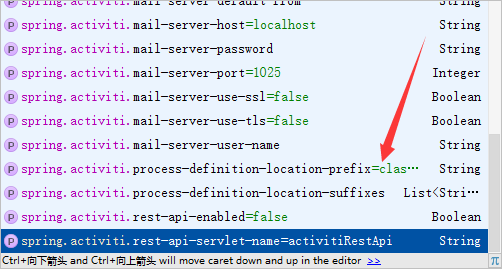 spring.activiti.mail-server-default-from String
spring.activiti.mail-server-host=localhost String
spring.activiti.mail-server-password String
spring.activiti.mail-server-port=1025 Integer
spring.activiti.mail-server-use-ssl=false Boolean
spring.activiti.mail-server-use-tls=false Boolean
spring.activiti.mail-server-user-name String
spring.activiti.process-definition-location-prefix=clas… String
spring.activiti.process-definition-location-suffixes List<Stri…
spring.activiti.rest-api-enabled=false Boolean
spring.activiti.rest-api-servlet-name=activitiRestApi String
Ctrl+向下箭头 and Ctrl+向上箭头 will move caret down and up in the editor >>